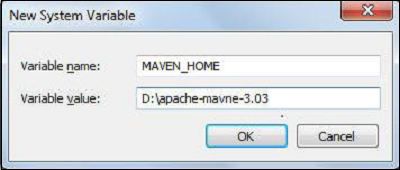 New System Variable
Variable name: MAVEN_HOME
Variable value: D:\apache-mavne-3.03
OK Cancel